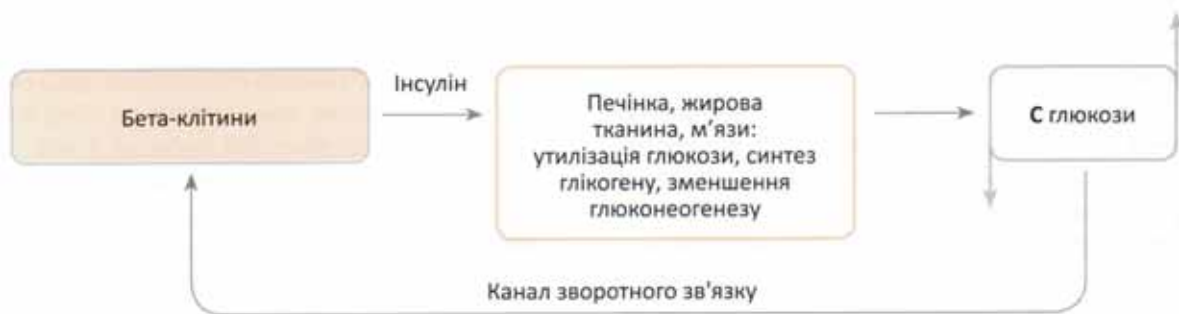 Інсулін
Бета-клітини
Печінка, жирова
тканина, м'язи:
утилізація глюкози, синтез
глікогену, зменшення
глюконеогенезу
С глюкози
Канал зворотного зв'язку